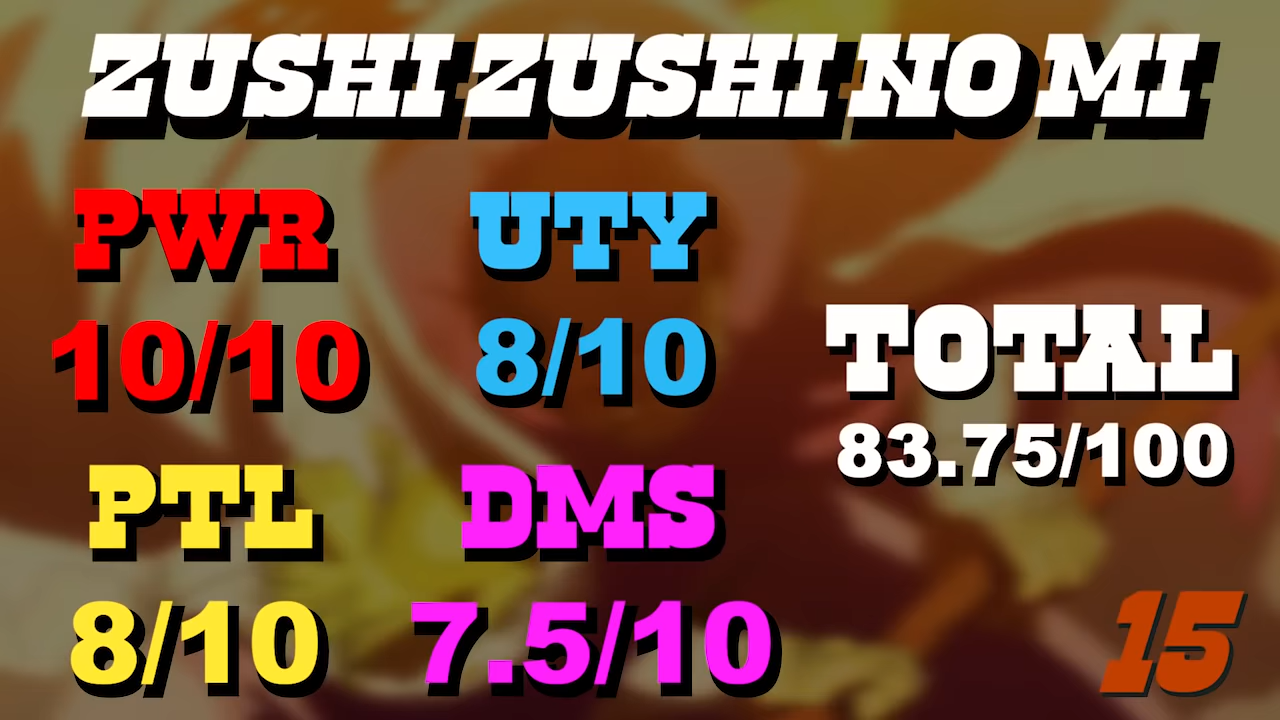 ZUSHI ZUSHI NO MI
PWR
10/10
UTY
8/10
PTL
8/10
DMS
7.5/10
TOTAL
83.75/100
15